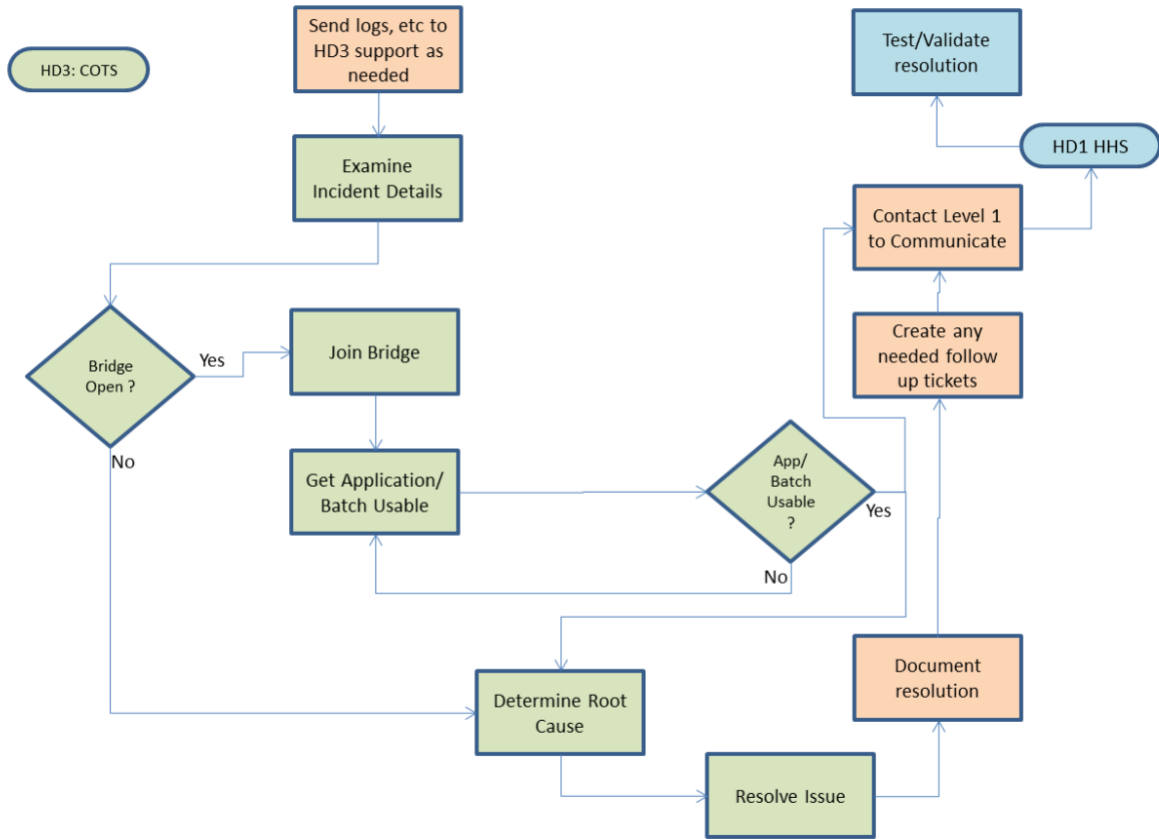 Send logs, etc to
HD3 support as
needed
Test/Validate
resolution
HD3: COTS
HD1 HHS
Examine
Incident Details
Contact Level 1
to Communicate
Bridge
Open ?
Yes
Join Bridge
Create any
needed follow
up tickets
No
Get Application/
Batch Usable
App/
Batch
Usable
?
Yes
No
Determine Root
Cause
Document
resolution
Resolve Issue